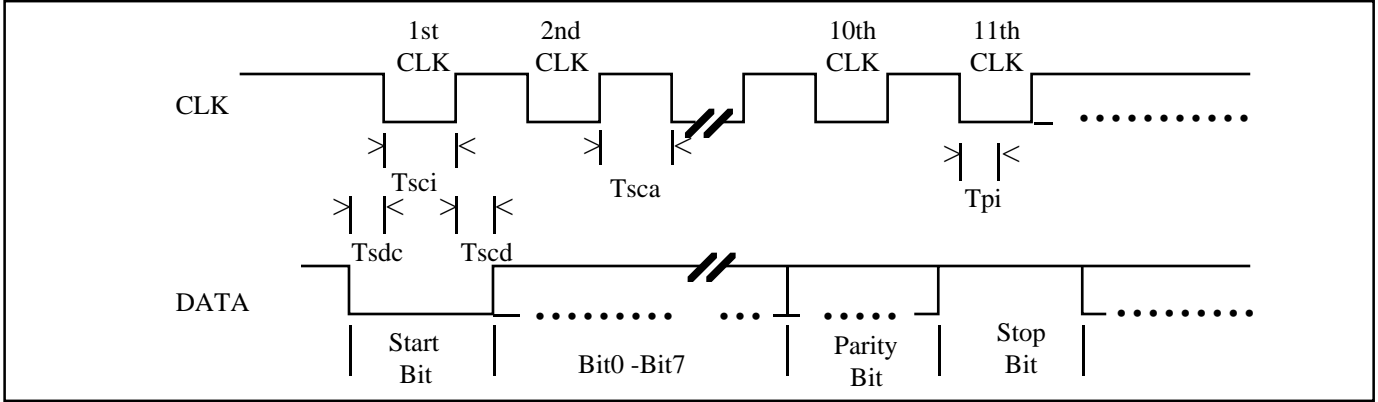 1st CLK
2nd CLK
10th CLK
11th CLK
CLK
> < > < > <
Tsci
Tsca
Tpi
> < > <
Tsdc
Tscd
DATA
Start Bit
Bit0 -Bit7
Parity Bit
Stop Bit